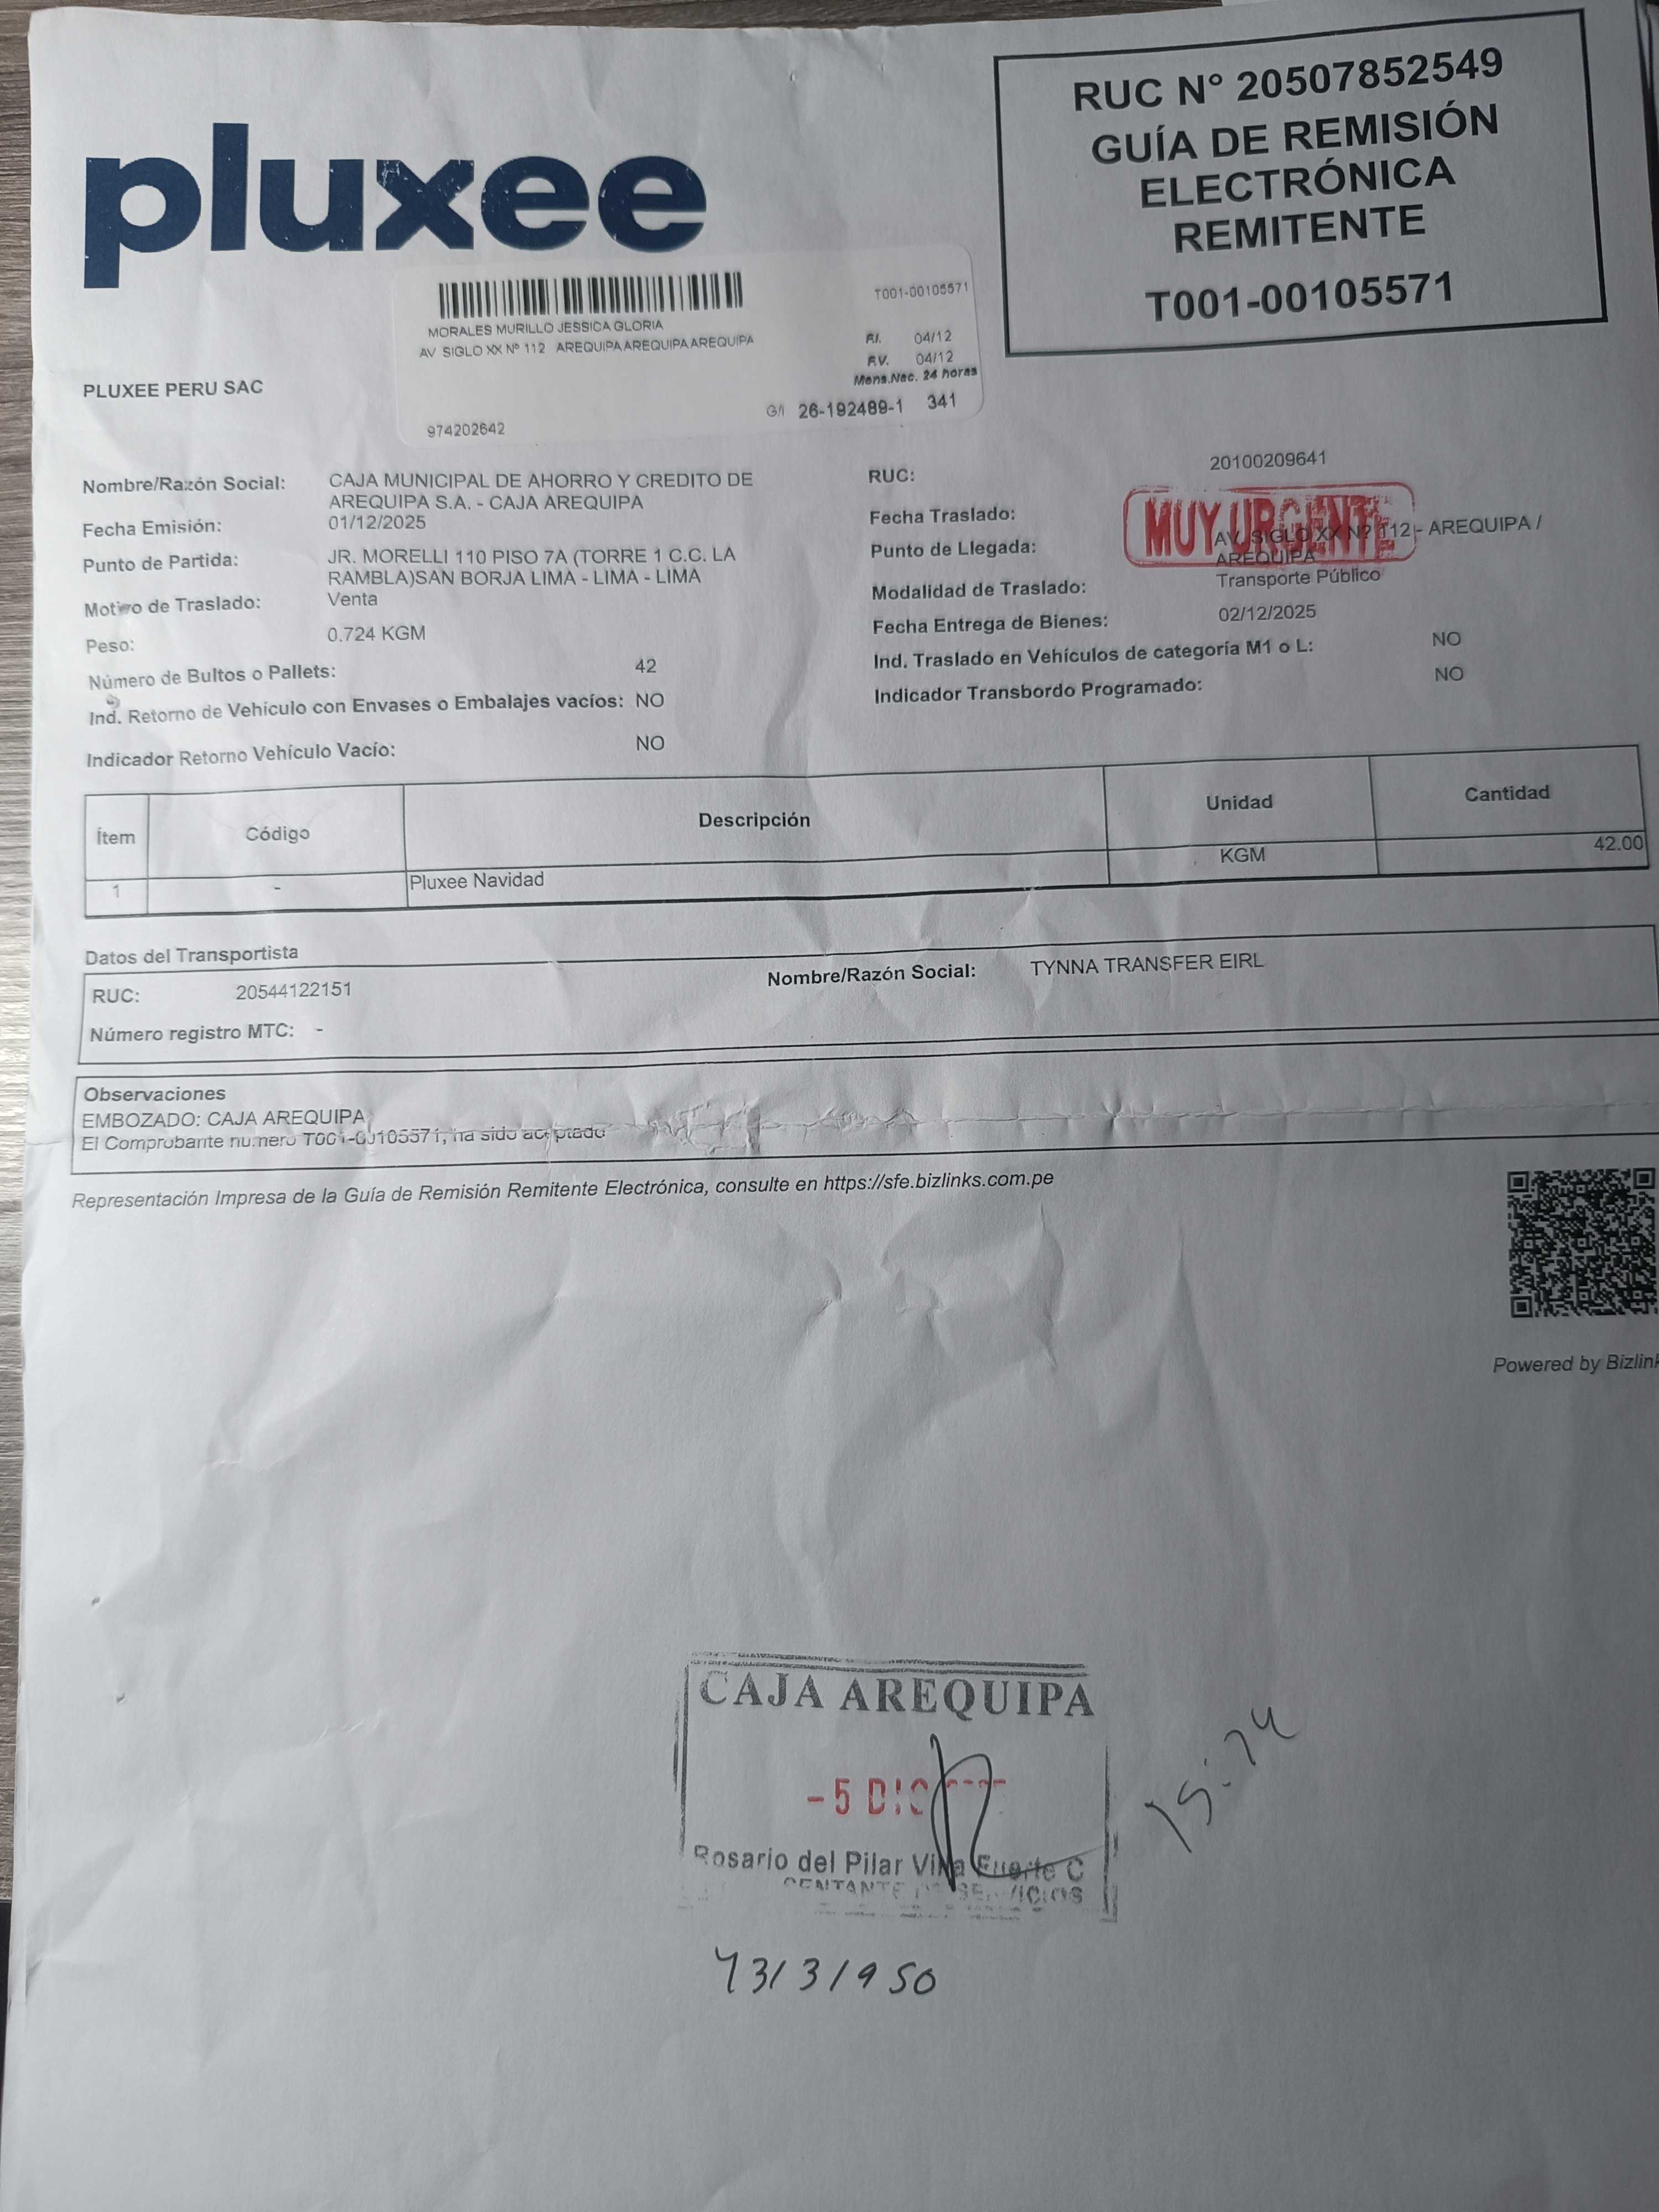 pluxee
RUC N° 20507852549
GUÍA DE REMISIÓN
ELECTRÓNICA
REMITENTE
T001-00105571
T001-00105571
MORALES MURILLO JESSICA GLORIA
AV SIGLO XX Nº 112 AREQUIPAAREQUIPAAREQUIPA
F.I. 04/12
F.V. 04/12
Mens.Nac. 24 horas
G/I 26-192489-1 341
974202642
PLUXEE PERU SAC
Nombre/Razón Social: CAJA MUNICIPAL DE AHORRO Y CREDITO DE
AREQUIPA S.A. - CAJA AREQUIPA
Fecha Emisión: 01/12/2025
Punto de Partida: JR. MORELLI 110 PISO 7A (TORRE 1 C.C. LA
RAMBLA)SAN BORJA LIMA - LIMA - LIMA
Motivo de Traslado: Venta
Peso: 0.724 KGM
Número de Bultos o Pallets: 42
Ind. Retorno de Vehículo con Envases o Embalajes vacíos: NO
Indicador Retorno Vehículo Vacío: NO
RUC: 20100209641
Fecha Traslado:
MUY URGENTE
Punto de Llegada: AV. SIGLO XX N? 112 - AREQUIPA /
AREQUIPA
Modalidad de Traslado: Transporte Público
Fecha Entrega de Bienes: 02/12/2025
Ind. Traslado en Vehículos de categoría M1 o L: NO
Indicador Transbordo Programado: NO
Ítem Código Descripción Unidad Cantidad
1 - Pluxee Navidad KGM 42.00
Datos del Transportista
RUC: 20544122151 Nombre/Razón Social: TYNNA TRANSFER EIRL
Número registro MTC: -
Observaciones
EMBOZADO: CAJA AREQUIPA
El Comprobante numero T001-00105571, ha sido aceptado
Representación Impresa de la Guía de Remisión Remitente Electrónica, consulte en https://sfe.bizlinks.com.pe
Powered by Bizlink
CAJA AREQUIPA
-5 DIC
Rosario del Pilar Villa Fuerte C
SERVICIOS
73131950